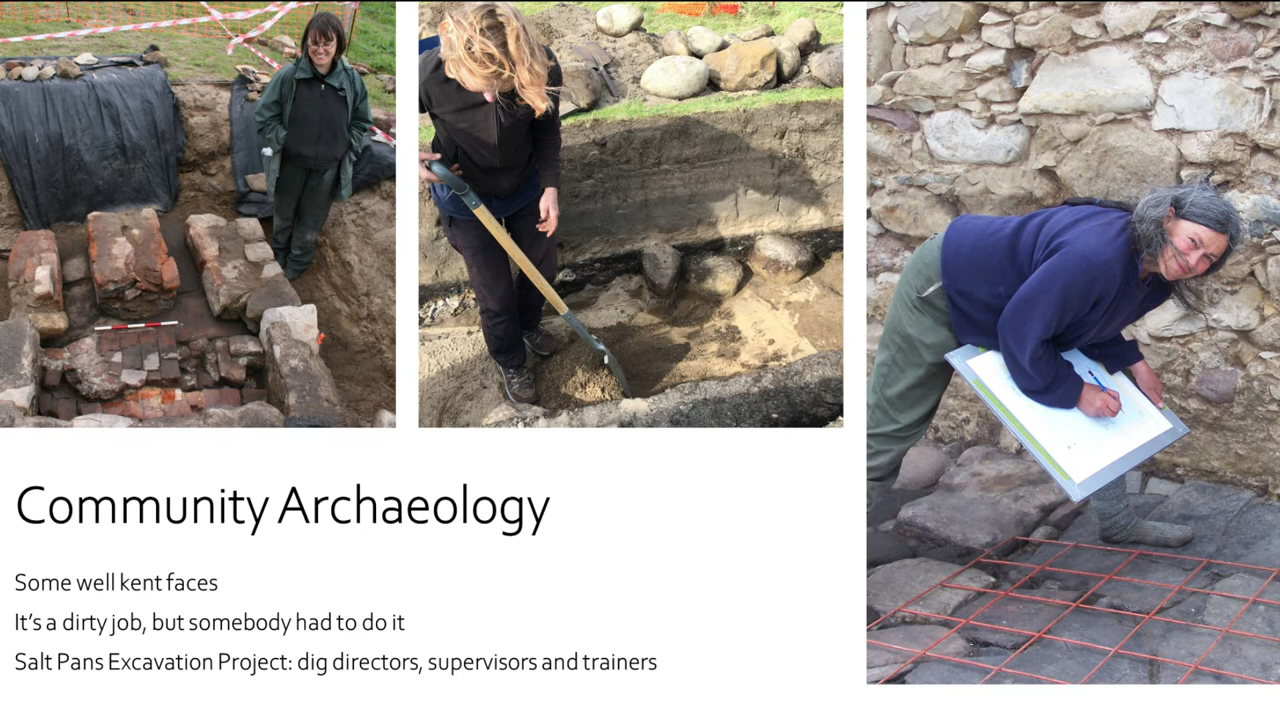 Community Archaeology
Some well kent faces
It's a dirty job, but somebody had to do it
Salt Pans Excavation Project: dig directors, supervisors and trainers